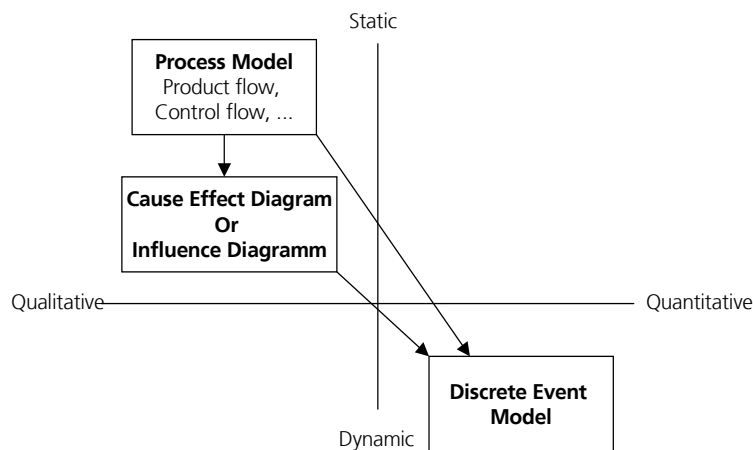 Static
Process Model
Product flow,
Control flow, ...
Cause Effect Diagram
Or
Influence Diagramm
Qualitative
Quantitative
Discrete Event
Model
Dynamic